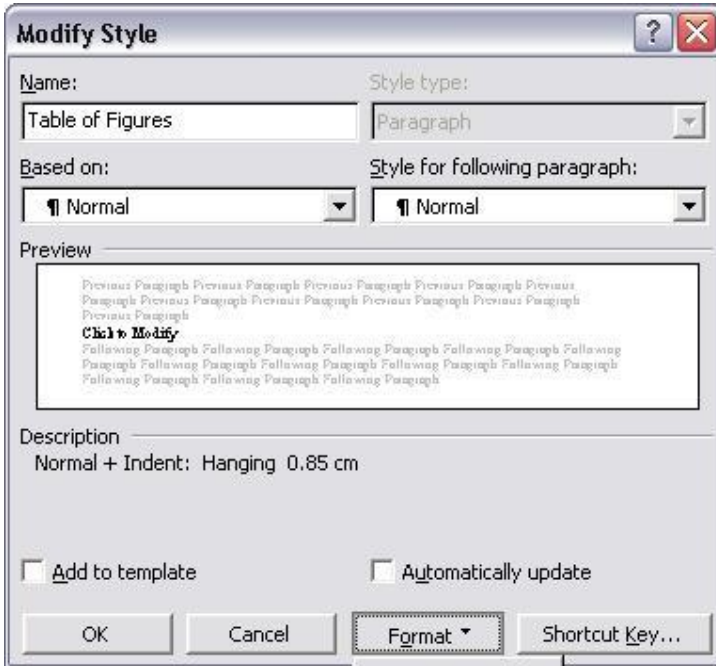 Modify Style
Name:
Style type:
Table of Figures
Paragraph
Based on:
Style for following paragraph:
¶ Normal
¶ Normal
Preview
Previous Paragraph Previous Paragraph Previous Paragraph Previous Paragraph Previous
Paragraph Previous Paragraph Previous Paragraph Previous Paragraph Previous Paragraph
Previous Paragraph
Click to Modify
Following Paragraph Following Paragraph Following Paragraph Following Paragraph Following
Paragraph Following Paragraph Following Paragraph Following Paragraph Following Paragraph
Following Paragraph Following Paragraph Following Paragraph
Description
Normal + Indent: Hanging 0.85 cm
Add to template
Automatically update
OK
Cancel
Format
Shortcut Key...